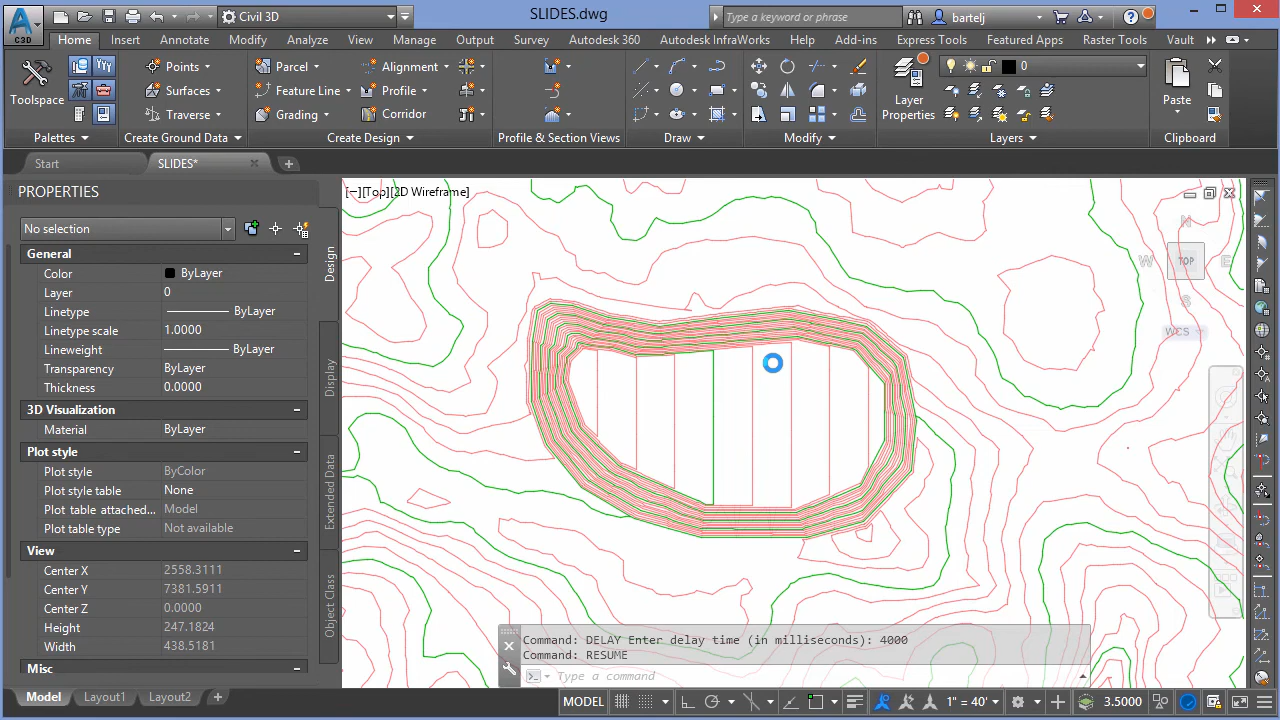 C3D
Civil 3D
SLIDES.dwg
Type a keyword or phrase
bartelj
Home Insert Annotate Modify Analyze View Manage Output Survey Autodesk 360 Autodesk InfraWorks Help Add-ins Express Tools Featured Apps Raster Tools Vault
Toolspace
Points
Surfaces
Traverse
Parcel
Feature Line
Grading
Alignment
Profile
Corridor
Layer
Properties
0
Paste
Palettes
Create Ground Data
Create Design
Profile & Section Views
Draw
Modify
Layers
Clipboard
Start
SLIDES*
PROPERTIES
No selection
General
Color ByLayer
Layer 0
Linetype ByLayer
Linetype scale 1.0000
Lineweight ByLayer
Transparency ByLayer
Thickness 0.0000
3D Visualization
Material ByLayer
Plot style
Plot style ByColor
Plot style table None
Plot table attached... Model
Plot table type Not available
View
Center X 2558.3111
Center Y 7381.5911
Center Z 0.0000
Height 247.1824
Width 438.5181
Misc
Design
Display
Extended Data
Object Class
[−][Top][2D Wireframe]
N
W TOP E
S
WCS
Command: DELAY Enter delay time (in milliseconds): 4000
Command: RESUME
Type a command
Model Layout1 Layout2
MODEL
1" = 40'
3.5000